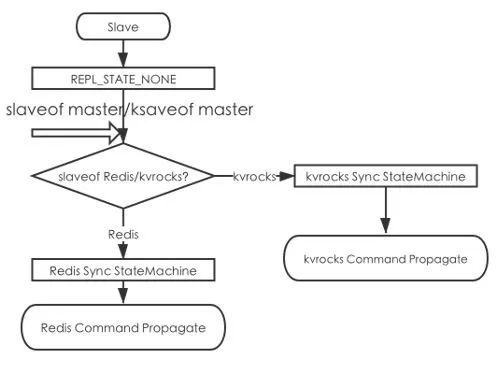 Slave
REPL_STATE_NONE
slaveof master/ksaveof master
slaveof Redis/kvrocks?
kvrocks
kvrocks Sync StateMachine
Redis
kvrocks Command Propagate
Redis Sync StateMachine
Redis Command Propagate